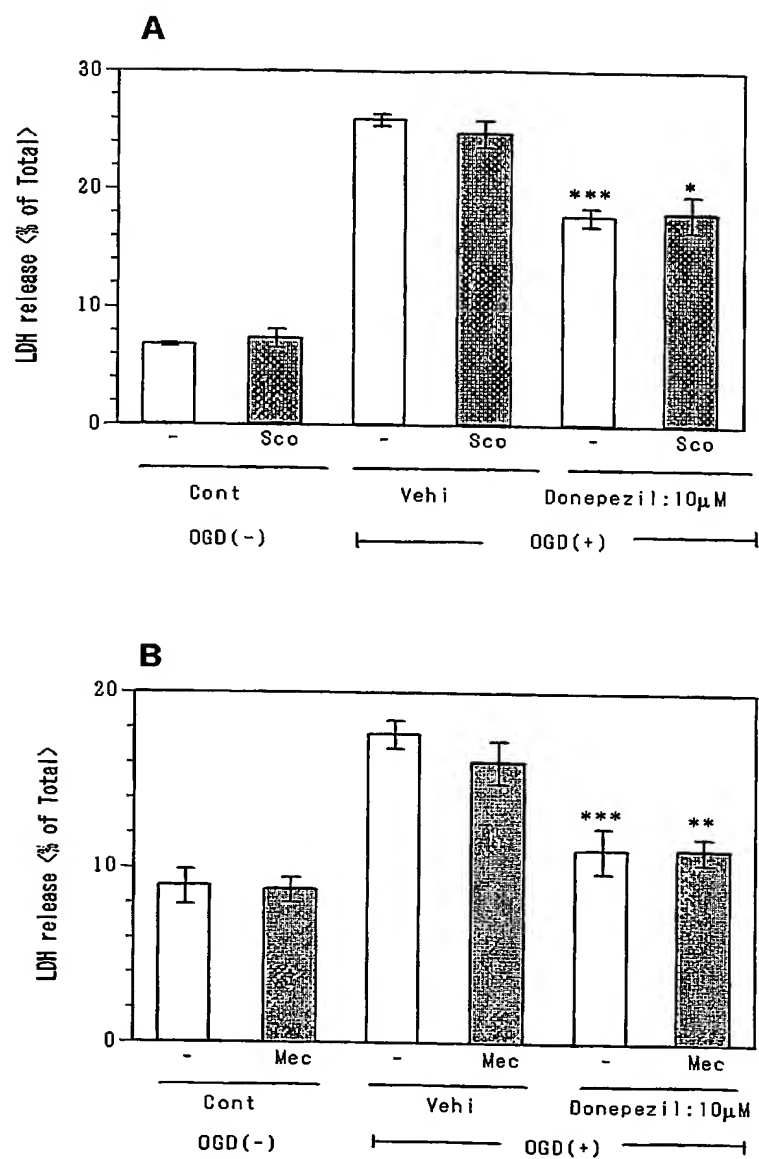 A
30
20
10
0
LDH release <% of Total>
*** *
- Sco - Sco - Sco
Cont Vehi Donepezil:10μM
OGD(-) OGD(+)
B
20
10
0
LDH release <% of Total>
*** **
- Mec - Mec - Mec
Cont Vehi Donepezil:10μM
OGD(-) OGD(+)